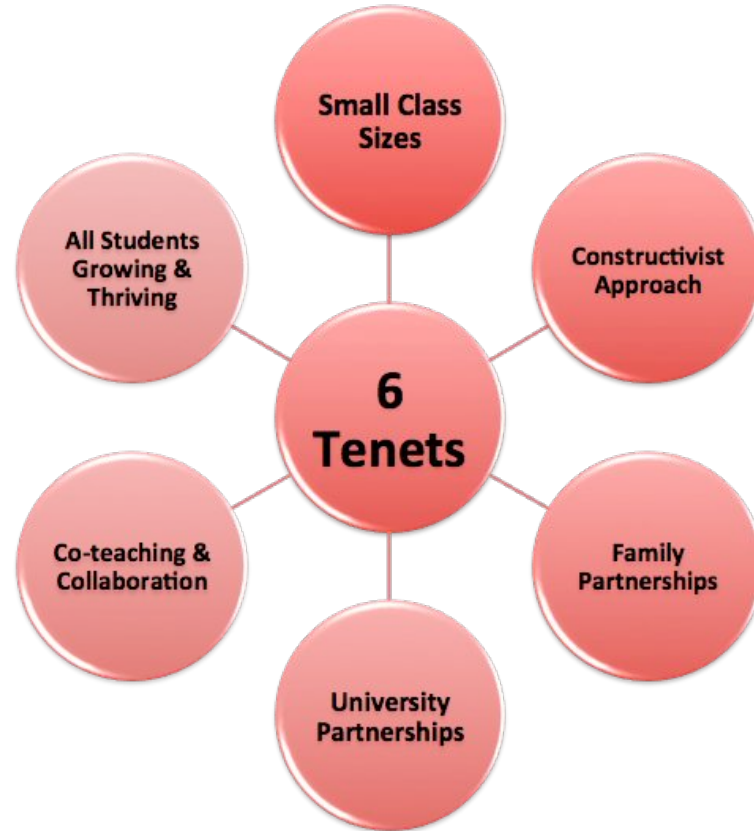 Small Class
Sizes
Constructivist
Approach
Family
Partnerships
University
Partnerships
Co-teaching &
Collaboration
All Students
Growing &
Thriving
6
Tenets